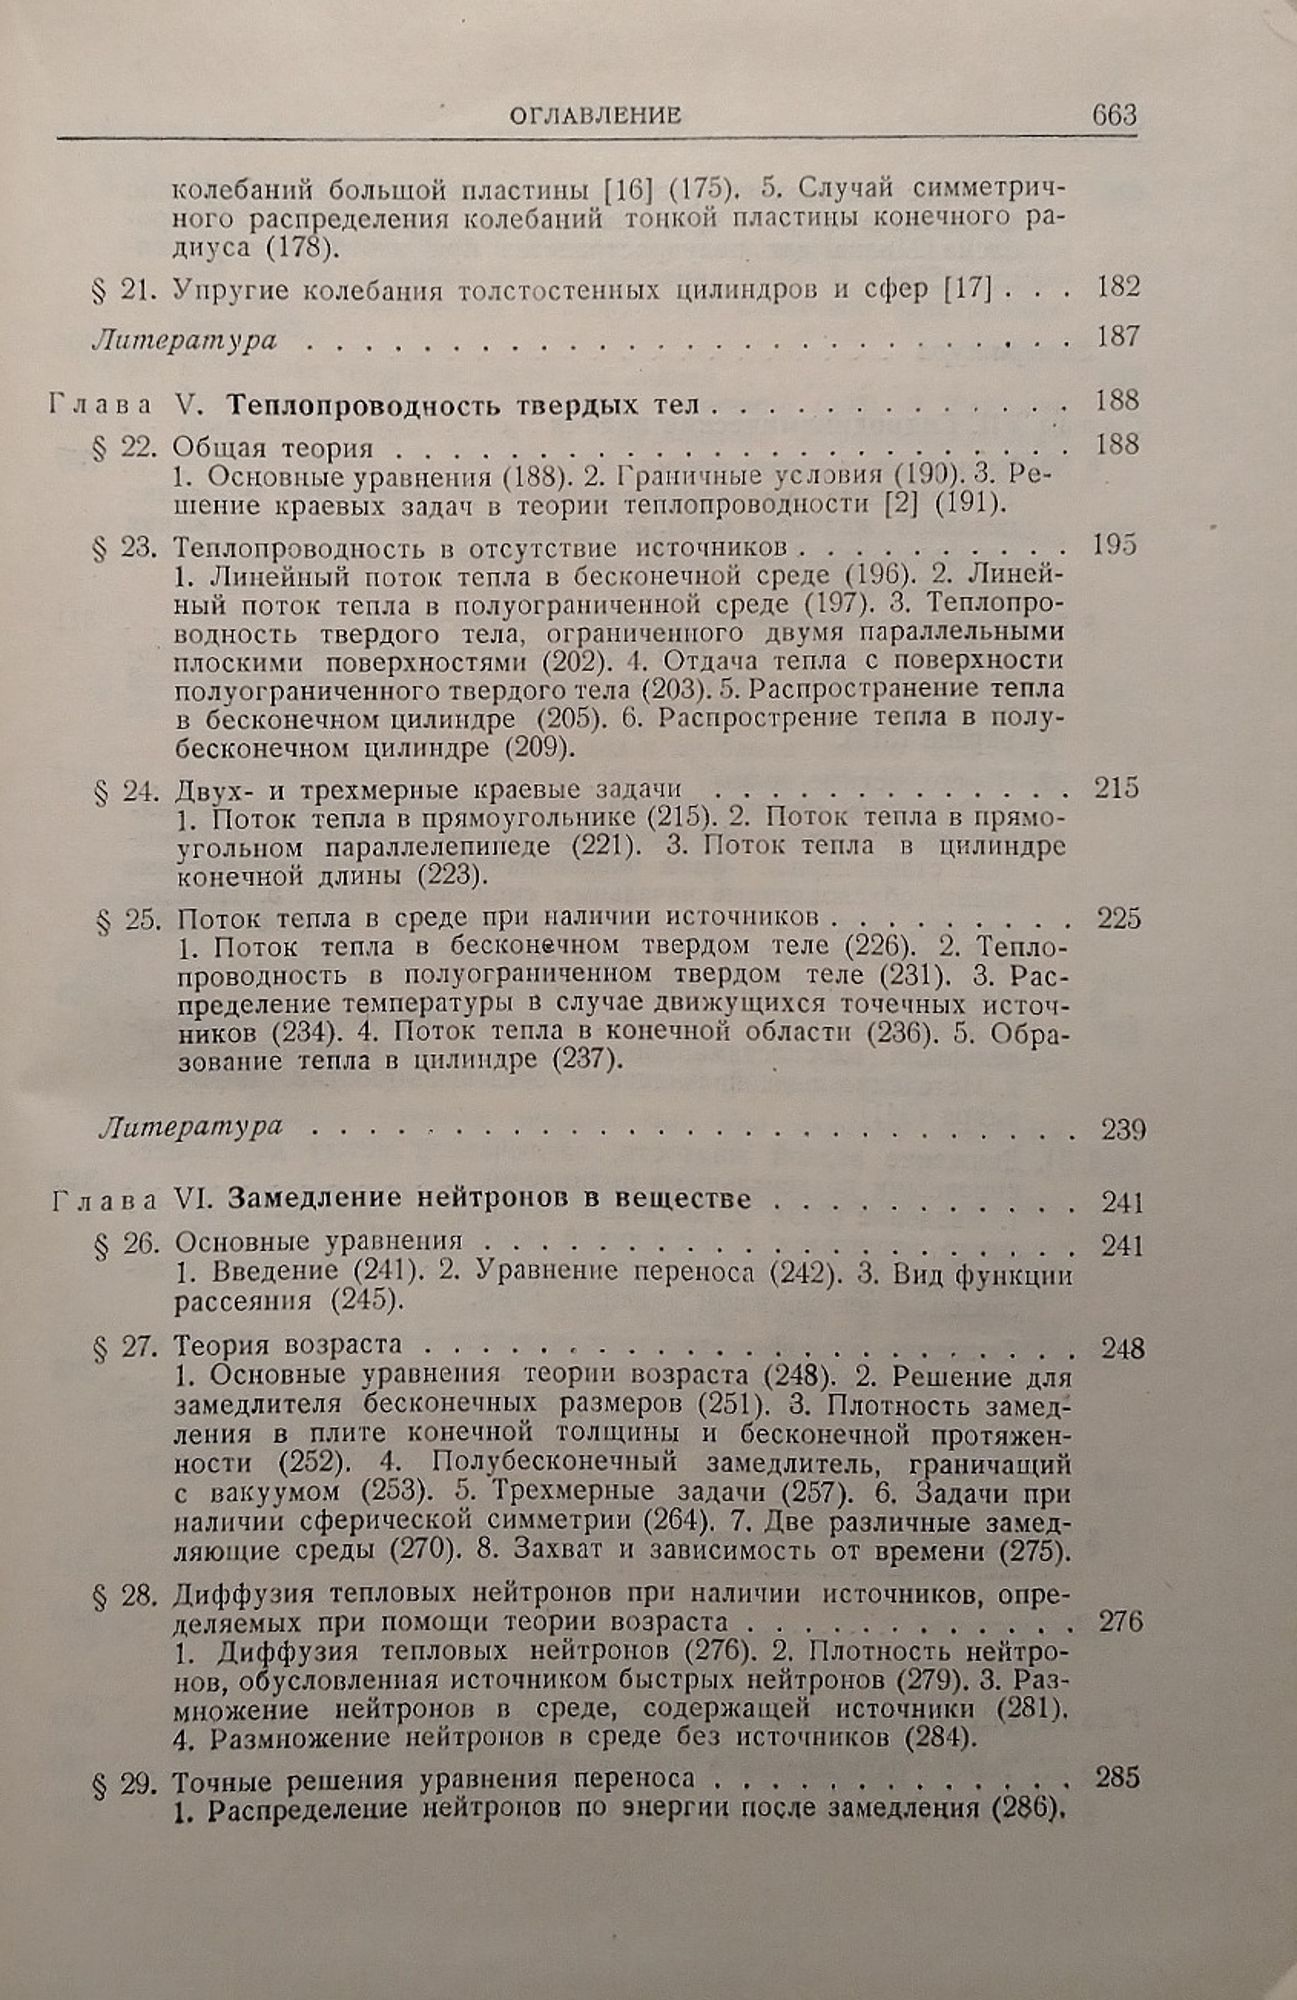 ОГЛАВЛЕНИЕ 663
колебаний большой пластины [16] (175). 5. Случай симметрич-
ного распределения колебаний тонкой пластины конечного ра-
диуса (178).
§ 21. Упругие колебания толстостенных цилиндров и сфер [17] . . . 182
Литература . . . . . . . . . . . . . . . . . . . . . . . . . . . 187
Глава V. Теплопроводность твердых тел . . . . . . . . . . . . . 188
§ 22. Общая теория . . . . . . . . . . . . . . . . . . . . . . . . 188
1. Основные уравнения (188). 2. Граничные условия (190). 3. Ре-
шение краевых задач в теории теплопроводности [2] (191).
§ 23. Теплопроводность в отсутствие источников . . . . . . . . . . 195
1. Линейный поток тепла в бесконечной среде (196). 2. Линей-
ный поток тепла в полуограниченной среде (197). 3. Теплопро-
водность твердого тела, ограниченного двумя параллельными
плоскими поверхностями (202). 4. Отдача тепла с поверхности
полуограниченного твердого тела (203). 5. Распространение тепла
в бесконечном цилиндре (205). 6. Распрострение тепла в полу-
бесконечном цилиндре (209).
§ 24. Двух- и трехмерные краевые задачи . . . . . . . . . . . . . 215
1. Поток тепла в прямоугольнике (215). 2. Поток тепла в прямо-
угольном параллелепипеде (221). 3. Поток тепла в цилиндре
конечной длины (223).
§ 25. Поток тепла в среде при наличии источников . . . . . . . . . 225
1. Поток тепла в бесконечном твердом теле (226). 2. Тепло-
проводность в полуограниченном твердом теле (231). 3. Рас-
пределение температуры в случае движущихся точечных источ-
ников (234). 4. Поток тепла в конечной области (236). 5. Обра-
зование тепла в цилиндре (237).
Литература . . . . . . . . . . . . . . . . . . . . . . . . . . . 239
Глава VI. Замедление нейтронов в веществе . . . . . . . . . . . 241
§ 26. Основные уравнения . . . . . . . . . . . . . . . . . . . . . 241
1. Введение (241). 2. Уравнение переноса (242). 3. Вид функции
рассеяния (245).
§ 27. Теория возраста . . . . . . . . . . . . . . . . . . . . . . . 248
1. Основные уравнения теории возраста (248). 2. Решение для
замедлителя бесконечных размеров (251). 3. Плотность замед-
ления в плите конечной толщины и бесконечной протяжен-
ности (252). 4. Полубесконечный замедлитель, граничащий
с вакуумом (253). 5. Трехмерные задачи (257). 6. Задачи при
наличии сферической симметрии (264). 7. Две различные замед-
ляющие среды (270). 8. Захват и зависимость от времени (275).
§ 28. Диффузия тепловых нейтронов при наличии источников, опре-
деляемых при помощи теории возраста . . . . . . . . . . . . 276
1. Диффузия тепловых нейтронов (276). 2. Плотность нейтро-
нов, обусловленная источником быстрых нейтронов (279). 3. Раз-
множение нейтронов в среде, содержащей источники (281).
4. Размножение нейтронов в среде без источников (284).
§ 29. Точные решения уравнения переноса . . . . . . . . . . . . . 285
1. Распределение нейтронов по энергии после замедления (286).